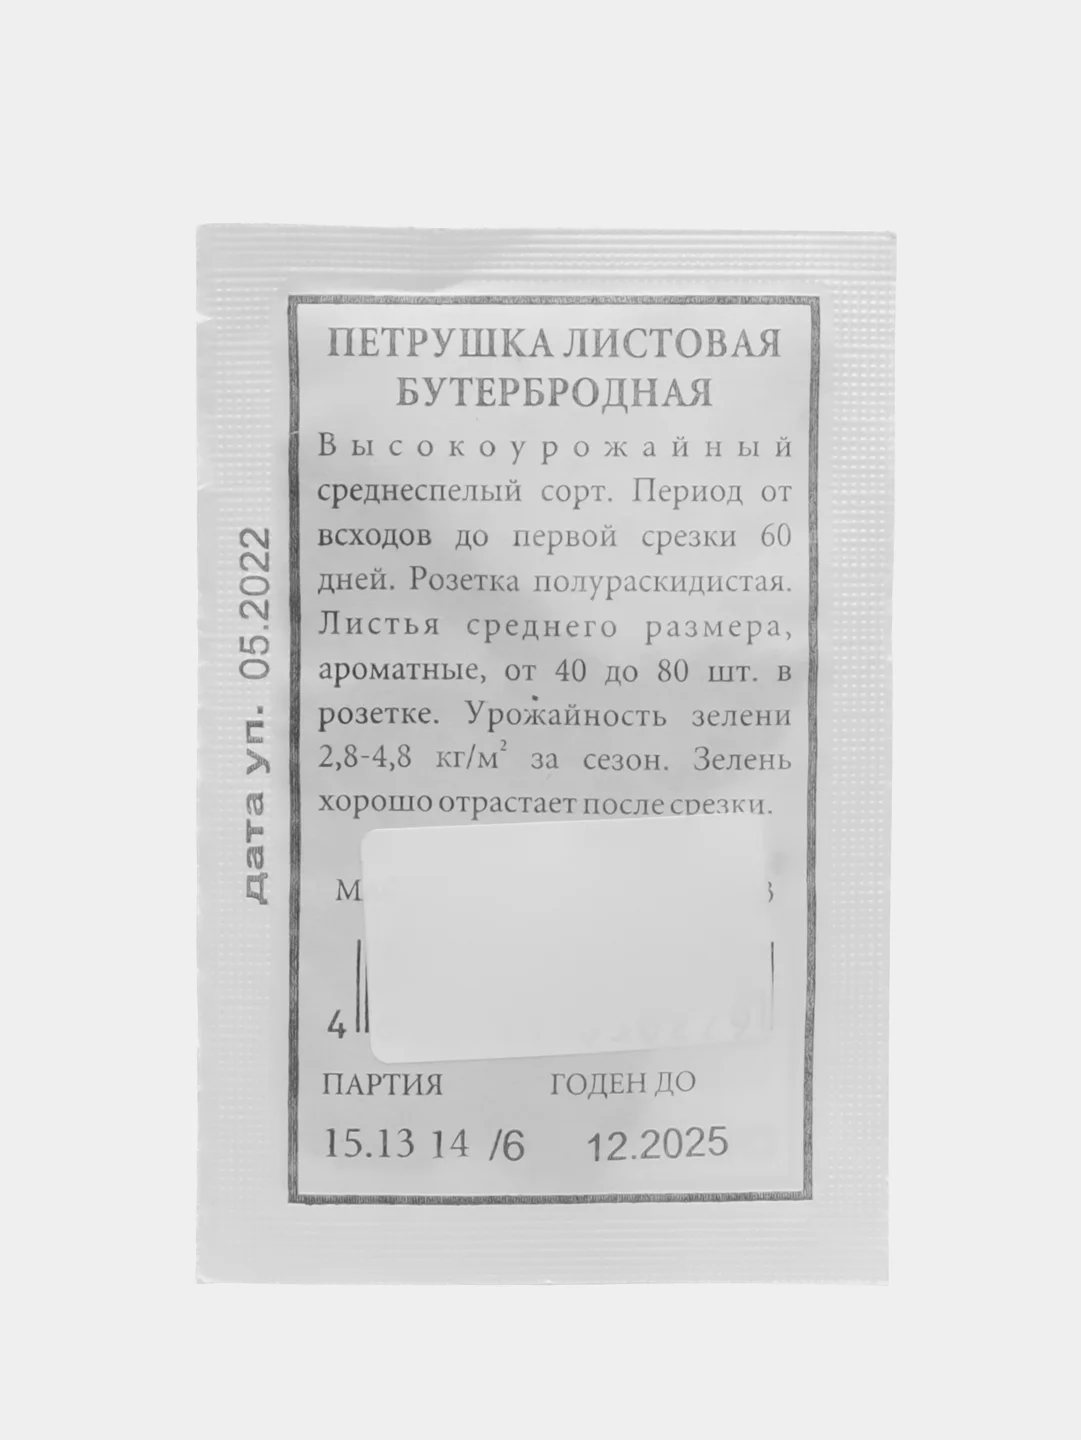 ПЕТРУШКА ЛИСТОВАЯ
БУТЕРБРОДНАЯ
Высокоурожайный
среднеспелый сорт. Период от
всходов до первой срезки 60
дней. Розетка полураскидистая.
Листья среднего размера,
ароматные, от 40 до 80 шт. в
розетке. Урожайность зелени
2,8-4,8 кг/м² за сезон. Зелень
хорошо отрастает после срезки.
4
ПАРТИЯ ГОДЕН ДО
15.13 14 /6 12.2025
дата уп. 05.2022